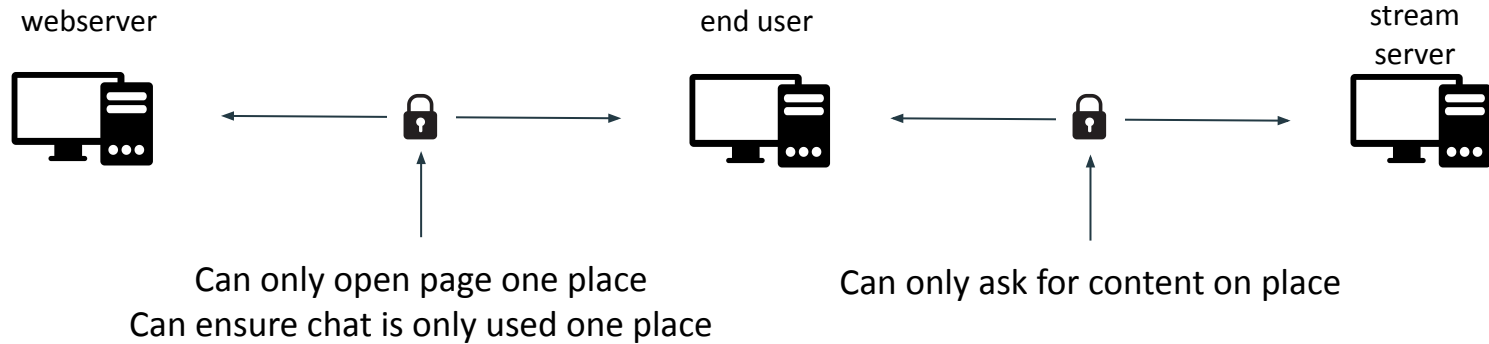 webserver
end user
stream
server
Can only open page one place
Can ensure chat is only used one place
Can only ask for content on place